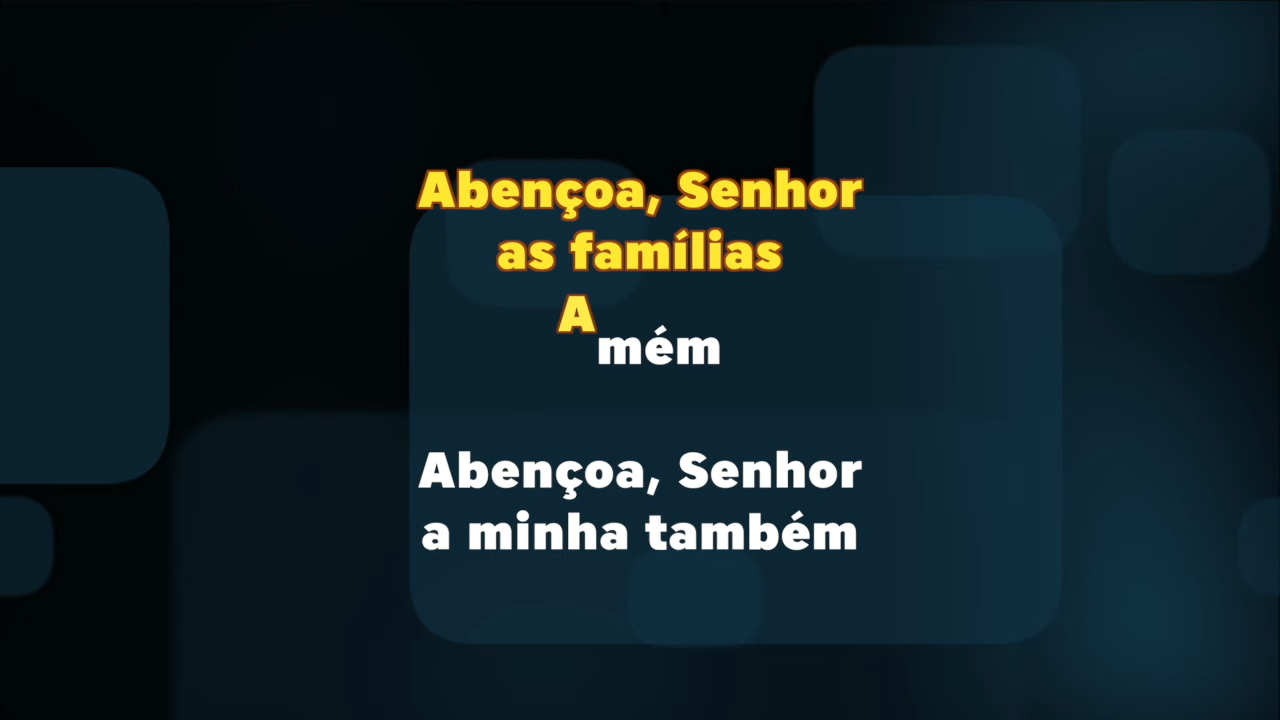 Abençoa, Senhor
as famílias
Amém
Abençoa, Senhor
a minha também